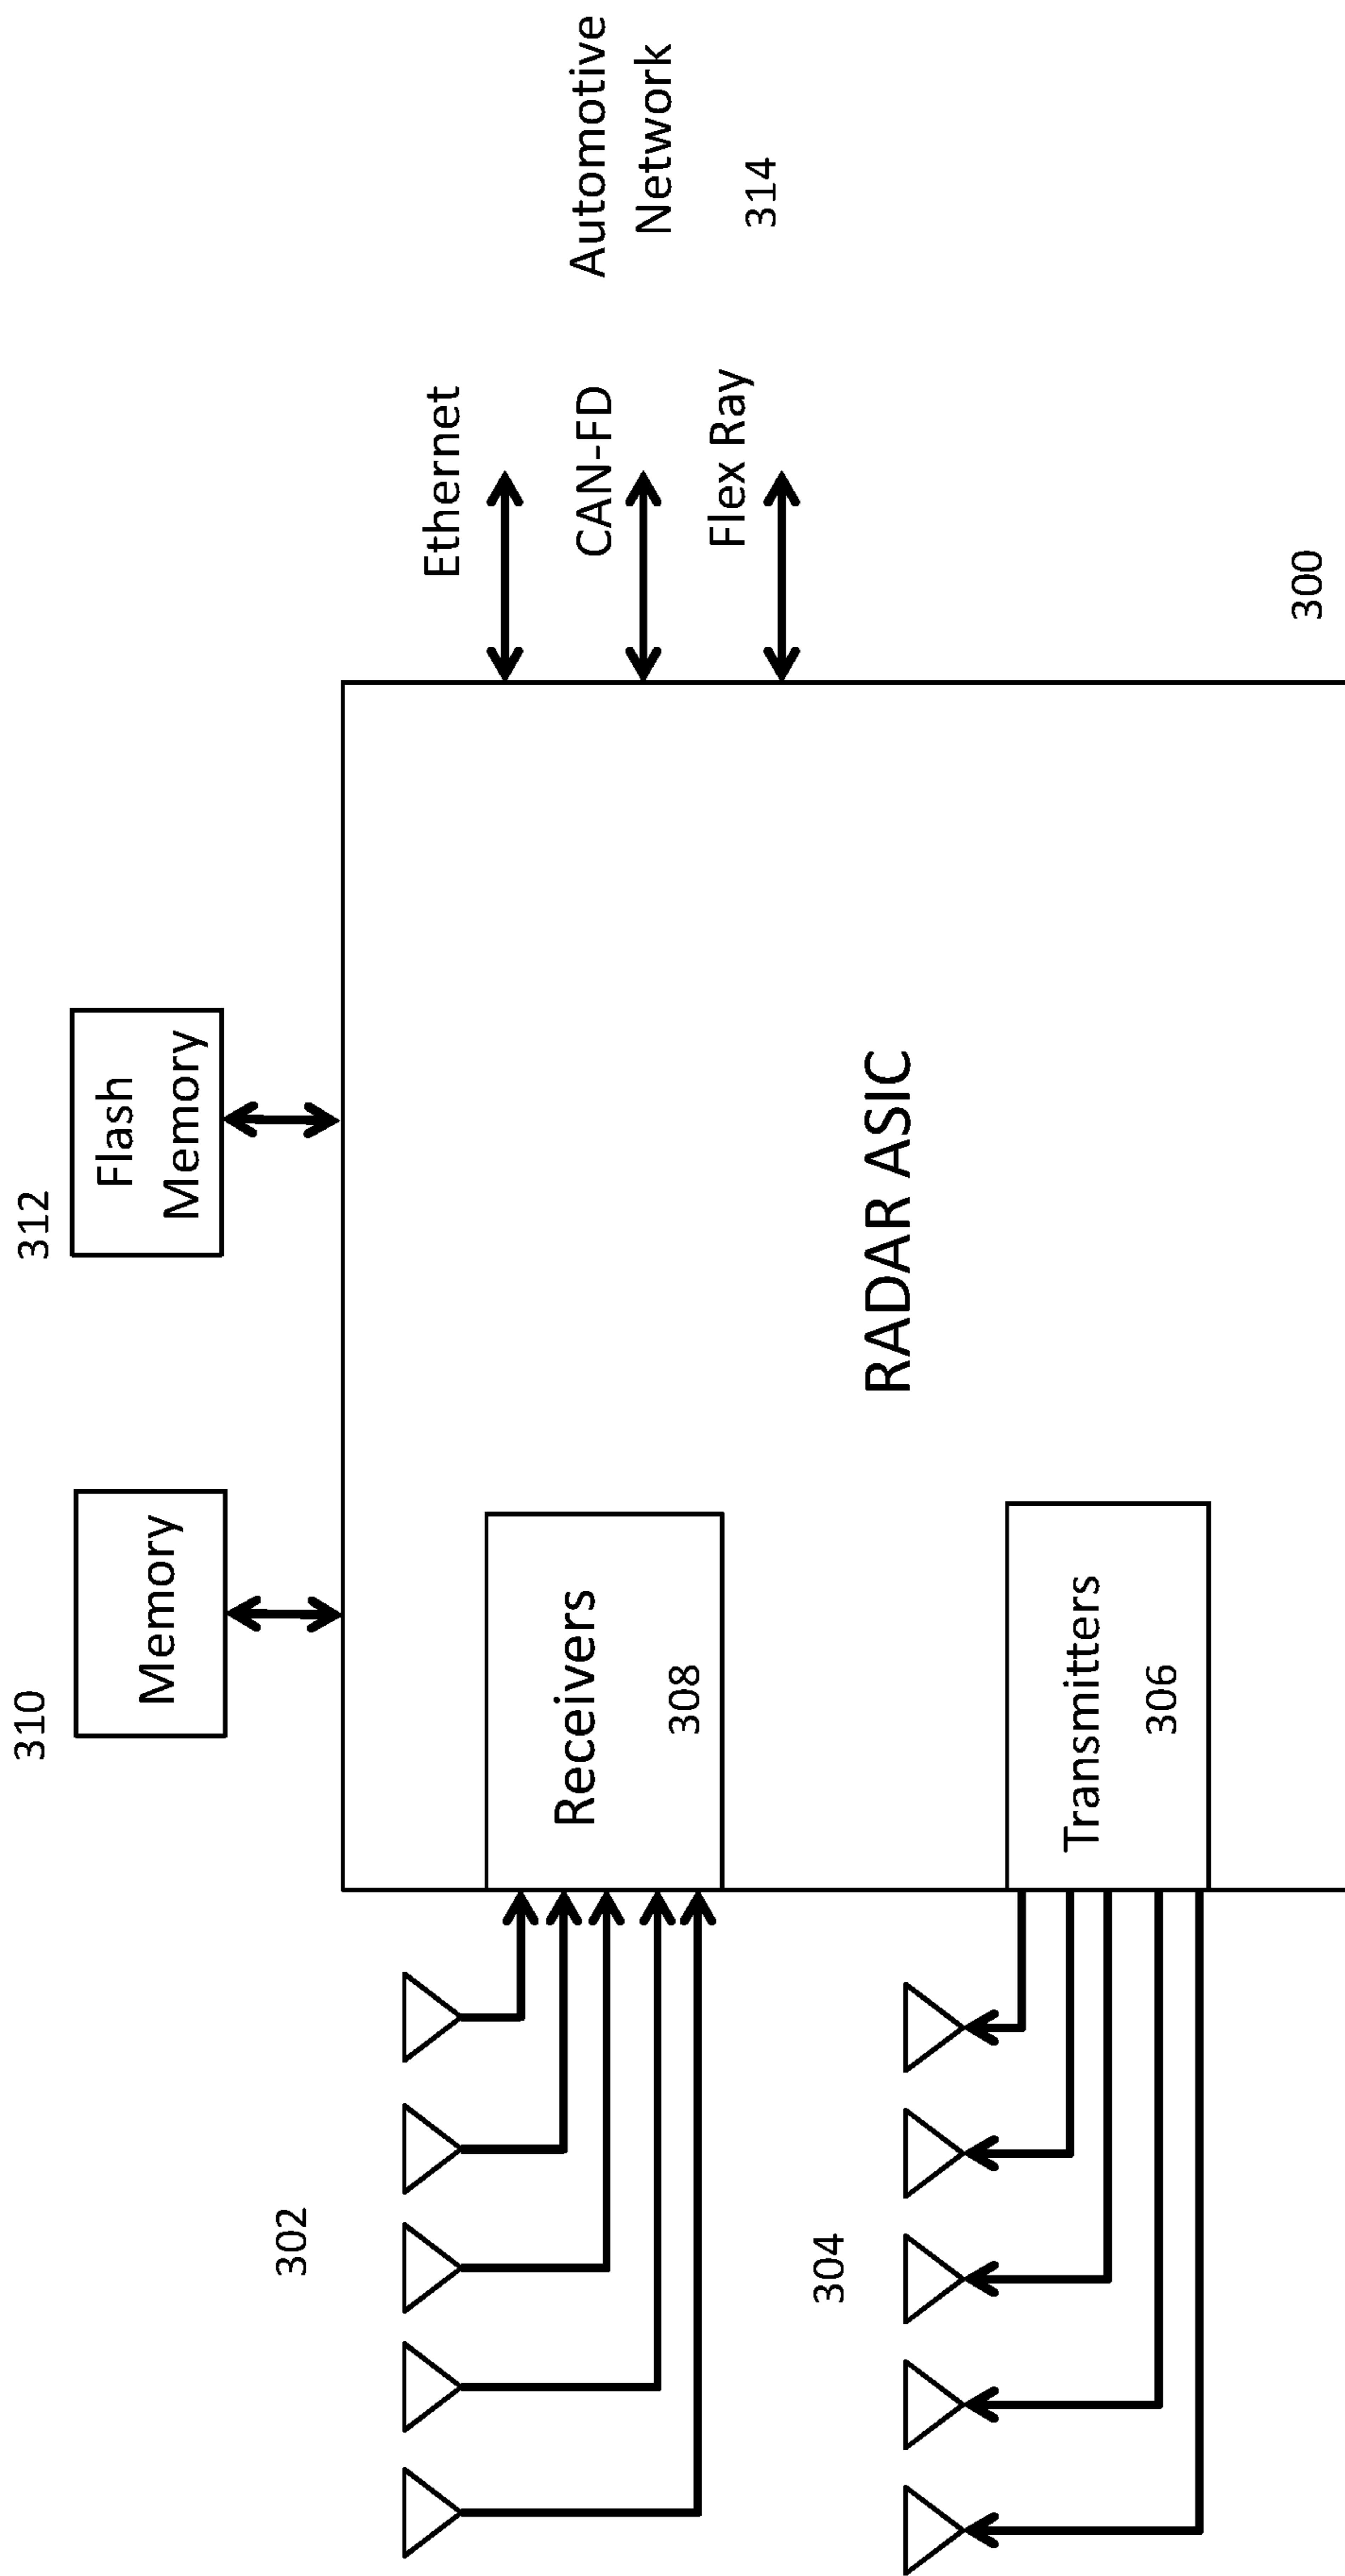 310
Memory
312
Flash
Memory
302
Receivers
308
Ethernet
CAN-FD
Flex Ray
Automotive
Network
314
RADAR ASIC
304
Transmitters
306
300